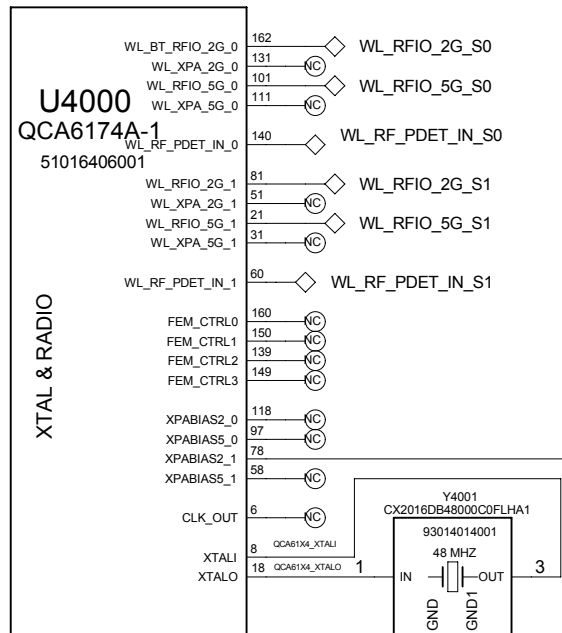 WL_BT_RFIO_2G_0 162 WL_RFIO_2G_S0
WL_XPA_2G_0 131 NC
WL_RFIO_5G_0 101 WL_RFIO_5G_S0
WL_XPA_5G_0 111 NC
U4000
QCA6174A-1
WL_RF_PDET_IN_0 140 WL_RF_PDET_IN_S0
51016406001
WL_RFIO_2G_1 81 WL_RFIO_2G_S1
WL_XPA_2G_1 51 NC
WL_RFIO_5G_1 21 WL_RFIO_5G_S1
WL_XPA_5G_1 31 NC
WL_RF_PDET_IN_1 60 WL_RF_PDET_IN_S1
FEM_CTRL0 160 NC
FEM_CTRL1 150 NC
FEM_CTRL2 139 NC
FEM_CTRL3 149 NC
XTAL & RADIO
XPABIAS2_0 118 NC
XPABIAS5_0 97 NC
XPABIAS2_1 78
XPABIAS5_1 58 NC
CLK_OUT 6 NC
XTALI 8 QCA61X4_XTALI
XTALO 18 QCA61X4_XTALO 1
Y4001
CX2016DB48000C0FLHA1
93014014001
48 MHZ
IN OUT 3
GND GND1